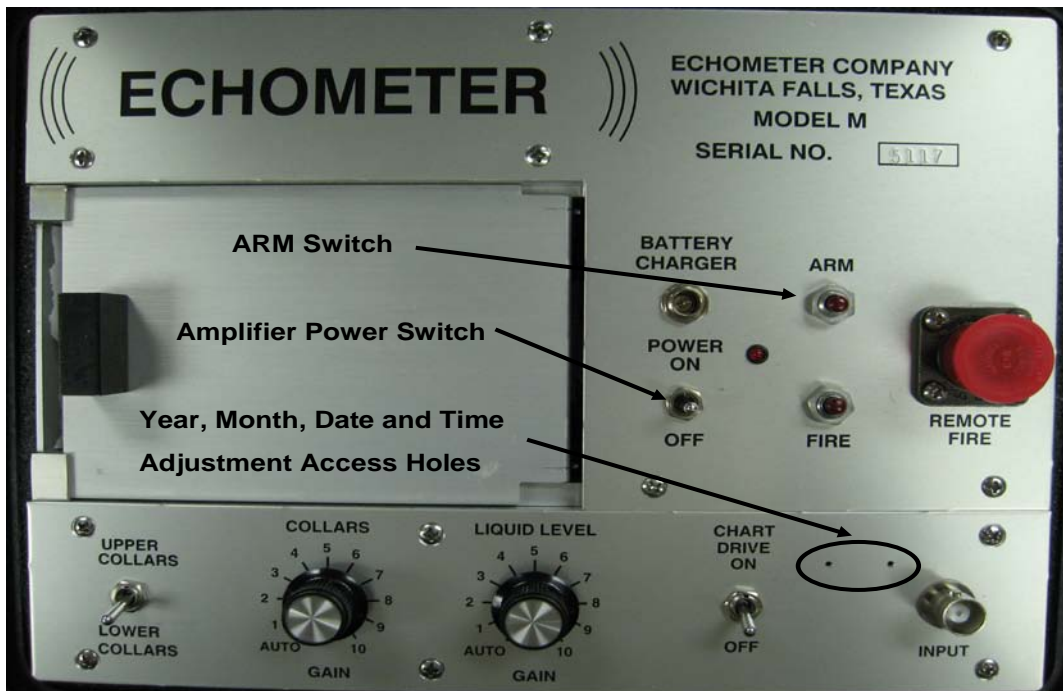 ECHOMETER
ECHOMETER COMPANY
WICHITA FALLS, TEXAS
MODEL M
SERIAL NO. 5117
ARM Switch
Amplifier Power Switch
Year, Month, Date and Time
Adjustment Access Holes
BATTERY
CHARGER
ARM
POWER
ON
OFF
FIRE
REMOTE
FIRE
UPPER
COLLARS
LOWER
COLLARS
COLLARS
AUTO 1 2 3 4 5 6 7 8 9 10
GAIN
LIQUID LEVEL
AUTO 1 2 3 4 5 6 7 8 9 10
GAIN
CHART
DRIVE
ON
OFF
INPUT